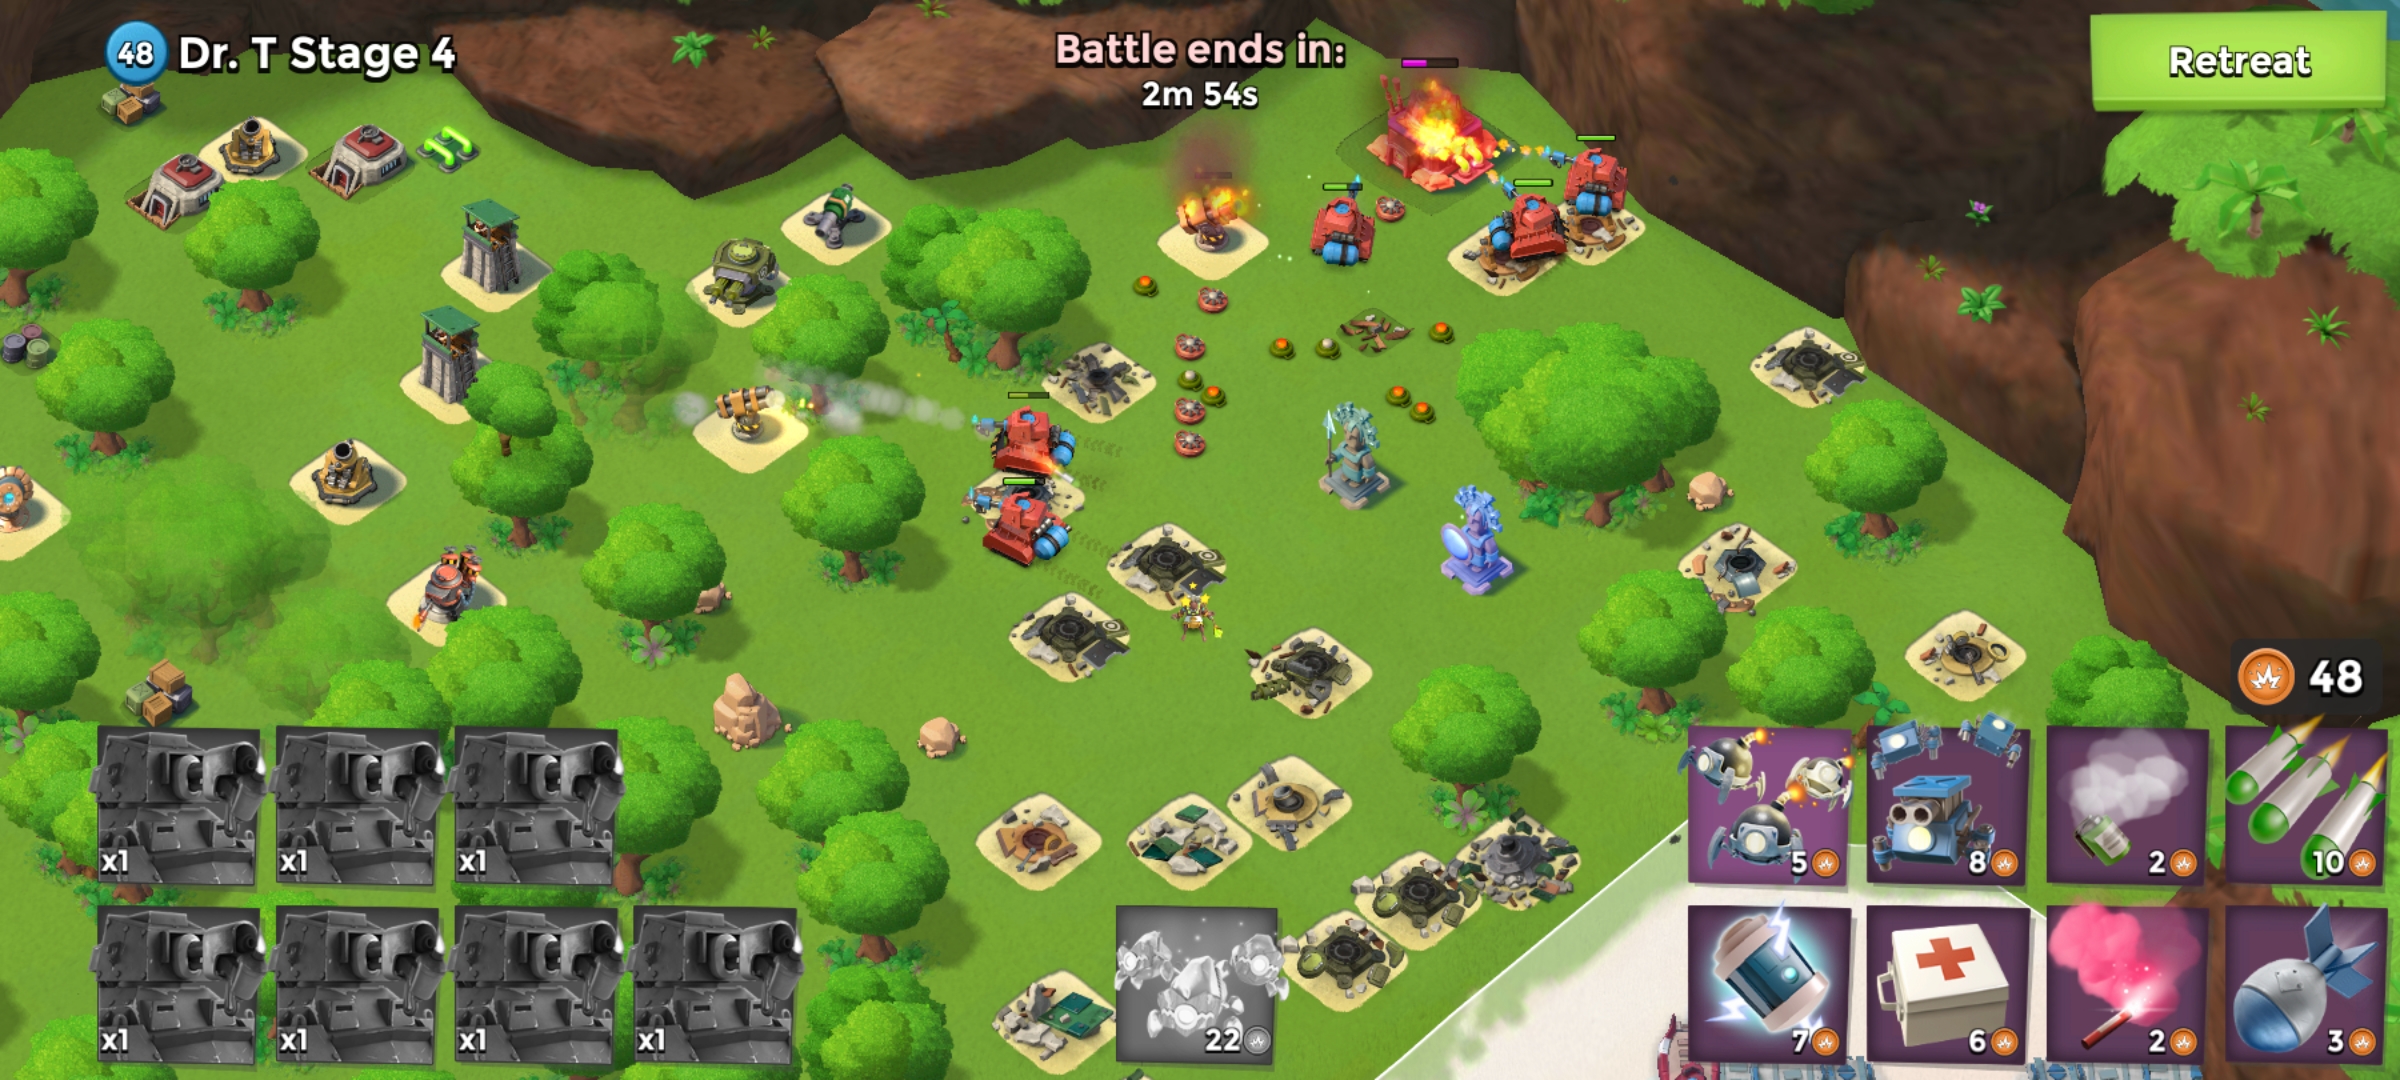 48 Dr. T Stage 4
Battle ends in:
2m 54s
Retreat
48
x1 x1 x1
5 8 2 10
x1 x1 x1 x1
22
7 6 2 3